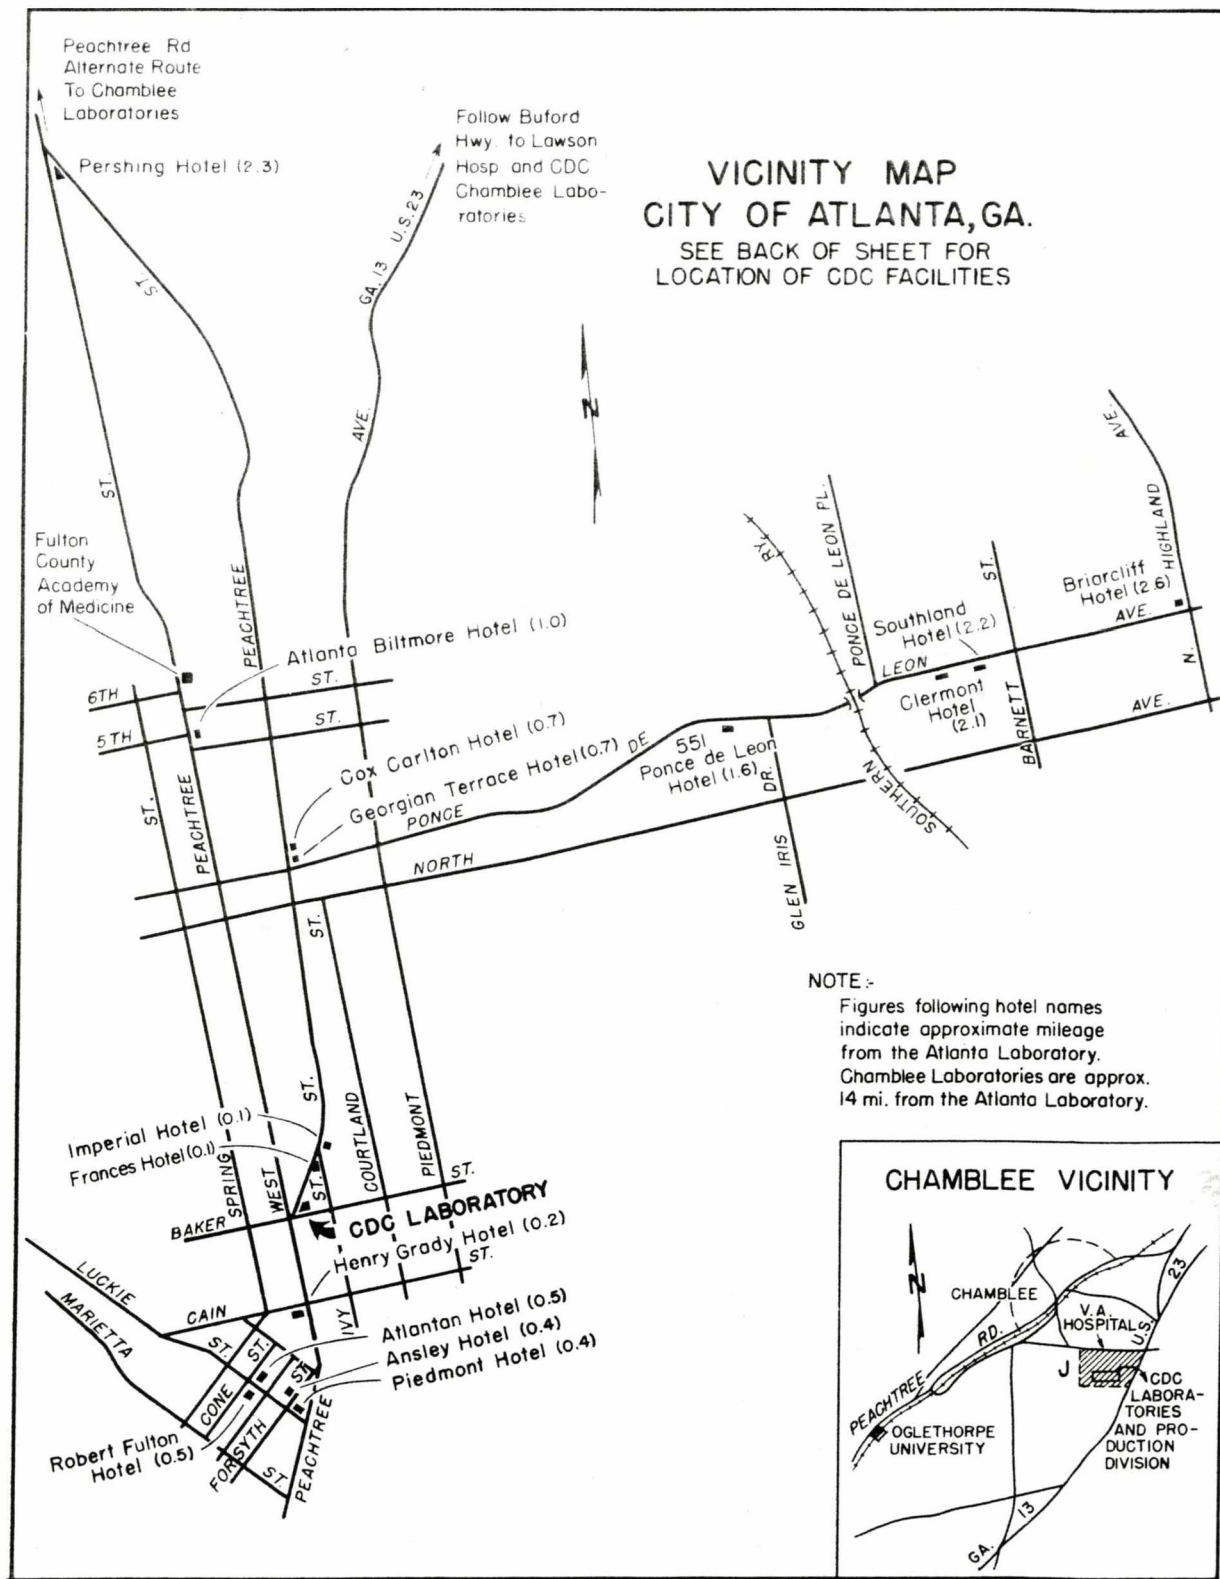 Peachtree Rd
Alternate Route
To Chamblee
Laboratories
Pershing Hotel (2.3)
Follow Buford
Hwy. to Lawson
Hosp and CDC
Chamblee Labo-
ratories
VICINITY MAP
CITY OF ATLANTA, GA.
SEE BACK OF SHEET FOR
LOCATION OF CDC FACILITIES
ST.
GA. 13 U.S. 23
AVE.
N
ST.
Fulton
County
Academy
of Medicine
PEACHTREE
Atlanta Biltmore Hotel (1.0)
6TH ST.
5TH ST.
RY.
PONCE DE LEON PL.
ST.
AVE.
HIGHLAND
Briarcliff
Hotel (2.6)
AVE.
Southland
Hotel (2.2)
LEON
Clermont
Hotel
(2.1)
BARNETT
N.
AVE.
Cox Carlton Hotel (0.7)
Georgian Terrace Hotel (0.7)
DE
551
Ponce de Leon
Hotel (1.6)
DR.
SOUTHERN
ST.
PEACHTREE
PONCE
NORTH
GLEN IRIS
ST.
NOTE:-
Figures following hotel names
indicate approximate mileage
from the Atlanta Laboratory.
Chamblee Laboratories are approx.
14 mi. from the Atlanta Laboratory.
Imperial Hotel (0.1)
Frances Hotel (0.1)
ST.
COURTLAND
PIEDMONT
SPRING
WEST
ST.
BAKER
ST.
CDC LABORATORY
Henry Grady Hotel (0.2)
LUCKIE
MARIETTA
CAIN
ST.
IVY
ST.
ST.
ST.
Atlantan Hotel (0.5)
Ansley Hotel (0.4)
Piedmont Hotel (0.4)
CONE
Robert Fulton
Hotel (0.5)
FORSYTH
ST.
PEACHTREE
CHAMBLEE VICINITY
N
CHAMBLEE
23
V.A.
HOSPITAL
U.S.
RD.
PEACHTREE
J
OGLETHORPE
UNIVERSITY
CDC
LABORA-
TORIES
AND PRO-
DUCTION
DIVISION
GA. 13